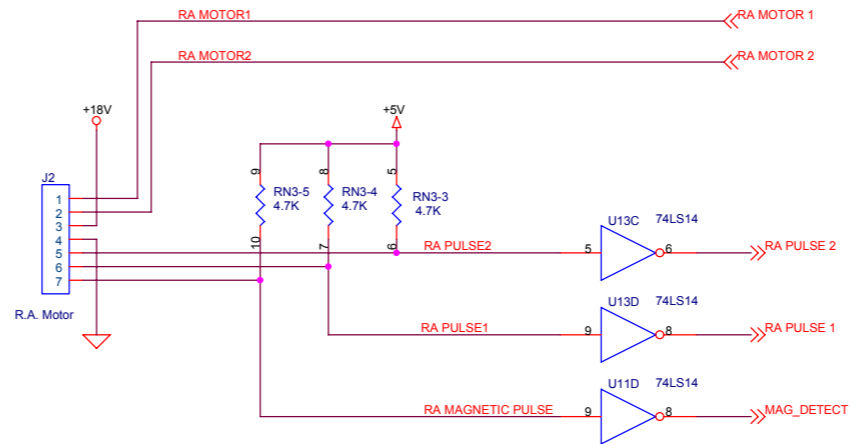 RA MOTOR1
RA MOTOR 1
RA MOTOR2
RA MOTOR 2
+18V
+5V
J2
9
8
5
RN3-5
4.7K
RN3-4
4.7K
RN3-3
4.7K
1
2
3
4
5
6
7
10
7
6
R.A. Motor
RA PULSE2
5
U13C
74LS14
6
RA PULSE 2
RA PULSE1
9
U13D
74LS14
8
RA PULSE 1
RA MAGNETIC PULSE
9
U11D
74LS14
8
MAG_DETECT